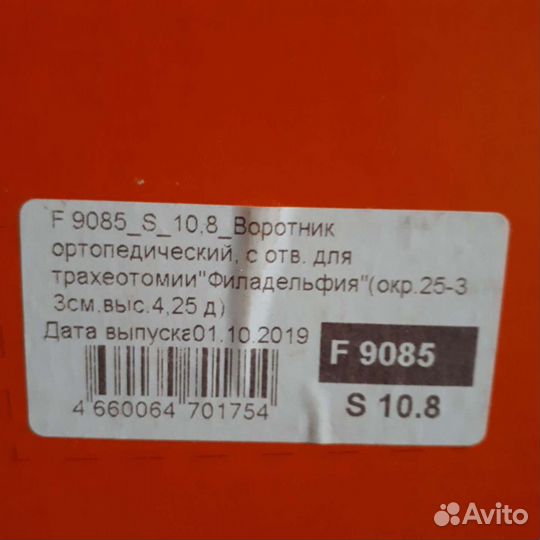 F 9085_S_10,8_Воротник
ортопедический, с отв. для
трахеотомии"Филадельфия"(окр.25-3
3см.выс.4,25 д)
Дата выпуска01.10.2019
F 9085
4 660064 701754
S 10.8
Avito